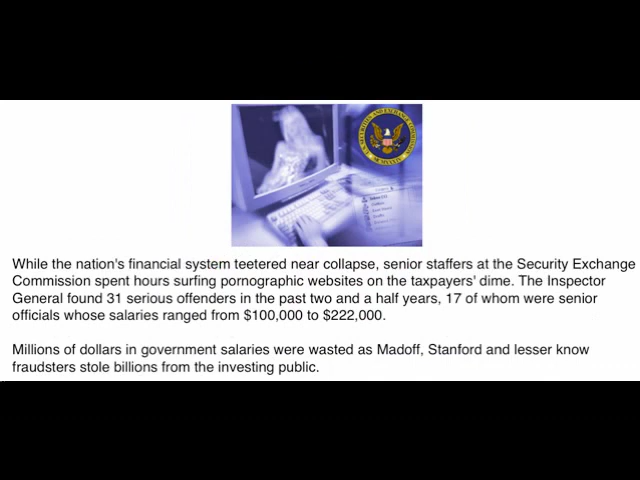 While the nation's financial system teetered near collapse, senior staffers at the Security Exchange
Commission spent hours surfing pornographic websites on the taxpayers' dime. The Inspector
General found 31 serious offenders in the past two and a half years, 17 of whom were senior
officials whose salaries ranged from $100,000 to $222,000.
Millions of dollars in government salaries were wasted as Madoff, Stanford and lesser know
fraudsters stole billions from the investing public.